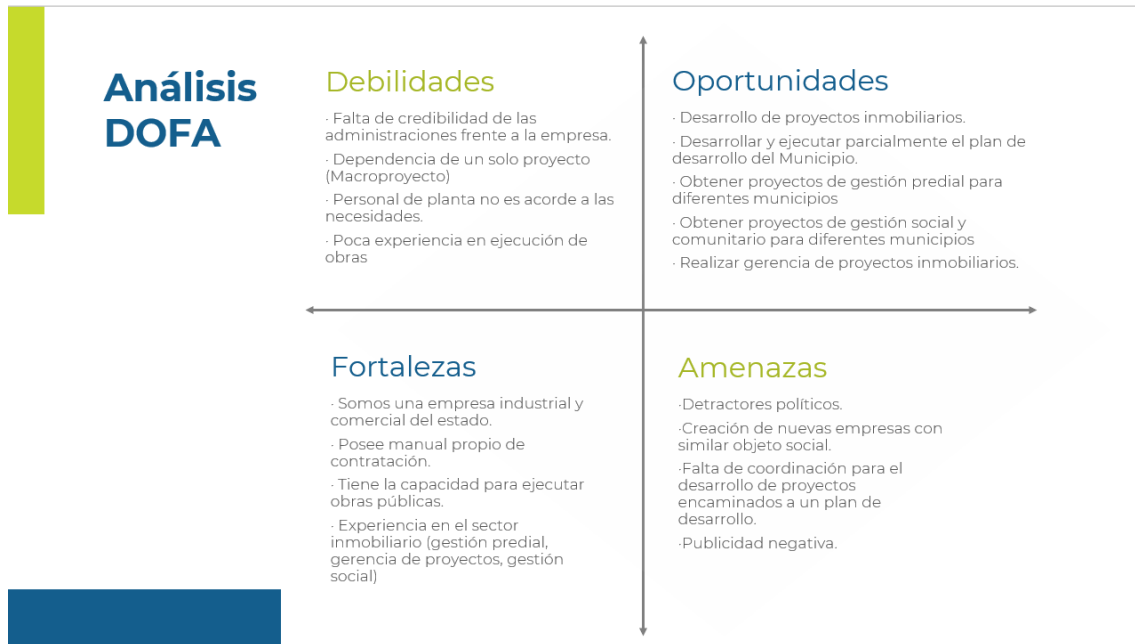 Análisis
DOFA
Debilidades
· Falta de credibilidad de las
administraciones frente a la empresa.
· Dependencia de un solo proyecto
(Macroproyecto)
· Personal de planta no es acorde a las
necesidades.
· Poca experiencia en ejecución de
obras
Oportunidades
· Desarrollo de proyectos inmobiliarios.
· Desarrollar y ejecutar parcialmente el plan de
desarrollo del Municipio.
· Obtener proyectos de gestión predial para
diferentes municipios
· Obtener proyectos de gestión social y
comunitario para diferentes municipios
· Realizar gerencia de proyectos inmobiliarios.
Fortalezas
· Somos una empresa industrial y
comercial del estado.
· Posee manual propio de
contratación.
· Tiene la capacidad para ejecutar
obras públicas.
· Experiencia en el sector
inmobiliario (gestión predial,
gerencia de proyectos, gestión
social)
Amenazas
·Detractores políticos.
·Creación de nuevas empresas con
similar objeto social.
·Falta de coordinación para el
desarrollo de proyectos
encaminados a un plan de
desarrollo.
·Publicidad negativa.